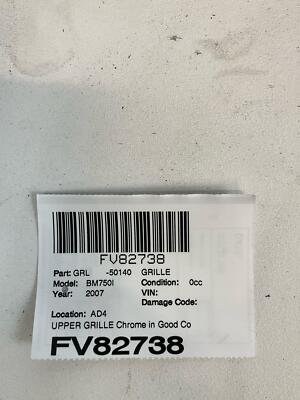 FV82738
Part: GRL -50140 GRILLE
Model: BM750I Condition: 0cc
Year: 2007 VIN:
Damage Code:
Location: AD4
UPPER GRILLE Chrome in Good Co
FV82738